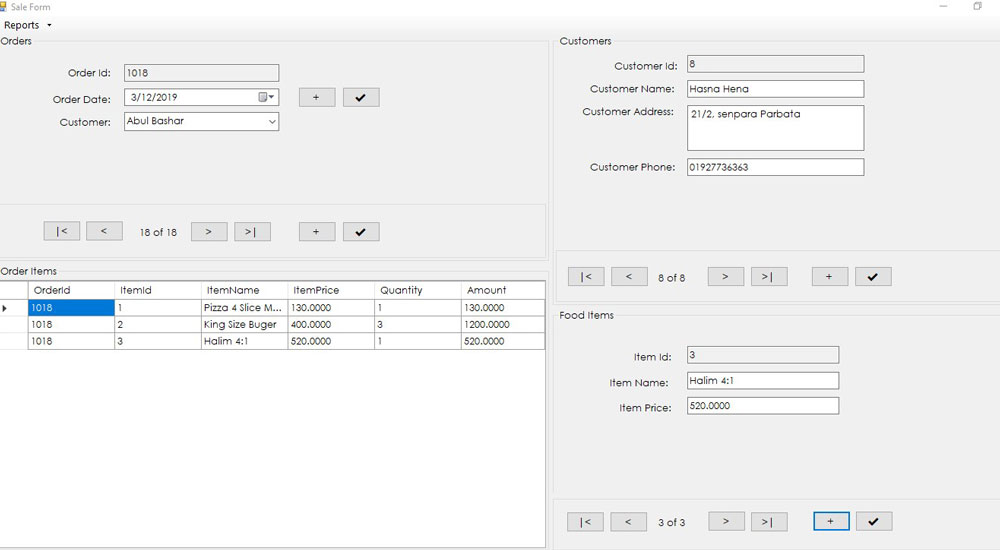 Sale Form
Reports
Orders
Order Id: 1018
Order Date: 3/12/2019
+ ✔
Customer: Abul Bashar
|< < 18 of 18 > >| + ✔
Order Items
OrderId ItemId ItemName ItemPrice Quantity Amount
1018 1 Pizza 4 Slice M... 130.0000 1 130.0000
1018 2 King Size Buger 400.0000 3 1200.0000
1018 3 Halim 4:1 520.0000 1 520.0000
Customers
Customer Id: 8
Customer Name: Hasna Hena
Customer Address: 21/2, senpara Parbata
Customer Phone: 01927736363
|< < 8 of 8 > >| + ✔
Food Items
Item Id: 3
Item Name: Halim 4:1
Item Price: 520.0000
|< < 3 of 3 > >| + ✔